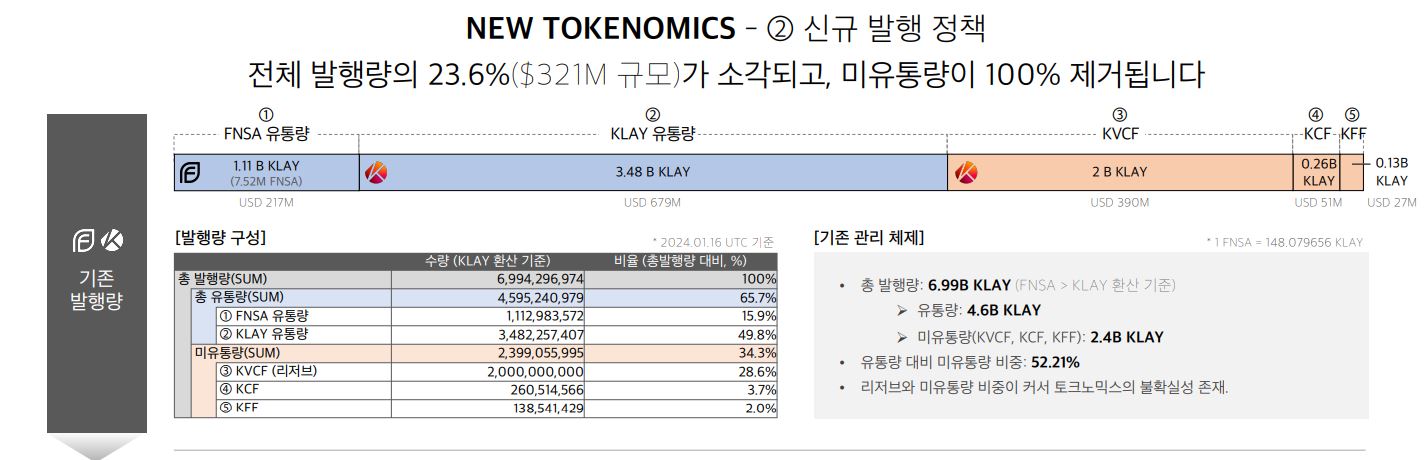 NEW TOKENOMICS – ② 신규 발행 정책
전체 발행량의 23.6%($321M 규모)가 소각되고, 미유통량이 100% 제거됩니다
기존
발행량
①
FNSA 유통량
②
KLAY 유통량
③
KVCF
④
KCF
⑤
KFF
1.11 B KLAY
(7.52M FNSA)
3.48 B KLAY
2 B KLAY
0.26B
KLAY
0.13B
KLAY
USD 217M
USD 679M
USD 390M
USD 51M
USD 27M
[발행량 구성]
* 2024.01.16 UTC 기준
수량 (KLAY 환산 기준) 비율 (총발행량 대비, %)
총 발행량(SUM) 6,994,296,974 100%
총 유통량(SUM) 4,595,240,979 65.7%
① FNSA 유통량 1,112,983,572 15.9%
② KLAY 유통량 3,482,257,407 49.8%
미유통량(SUM) 2,399,055,995 34.3%
③ KVCF (리저브) 2,000,000,000 28.6%
④ KCF 260,514,566 3.7%
⑤ KFF 138,541,429 2.0%
[기존 관리 체제]
* 1 FNSA = 148.079656 KLAY
• 총 발행량: 6.99B KLAY (FNSA > KLAY 환산 기준)
➢ 유통량: 4.6B KLAY
➢ 미유통량(KVCF, KCF, KFF): 2.4B KLAY
• 유통량 대비 미유통량 비중: 52.21%
• 리저브와 미유통량 비중이 커서 토크노믹스의 불확실성 존재.